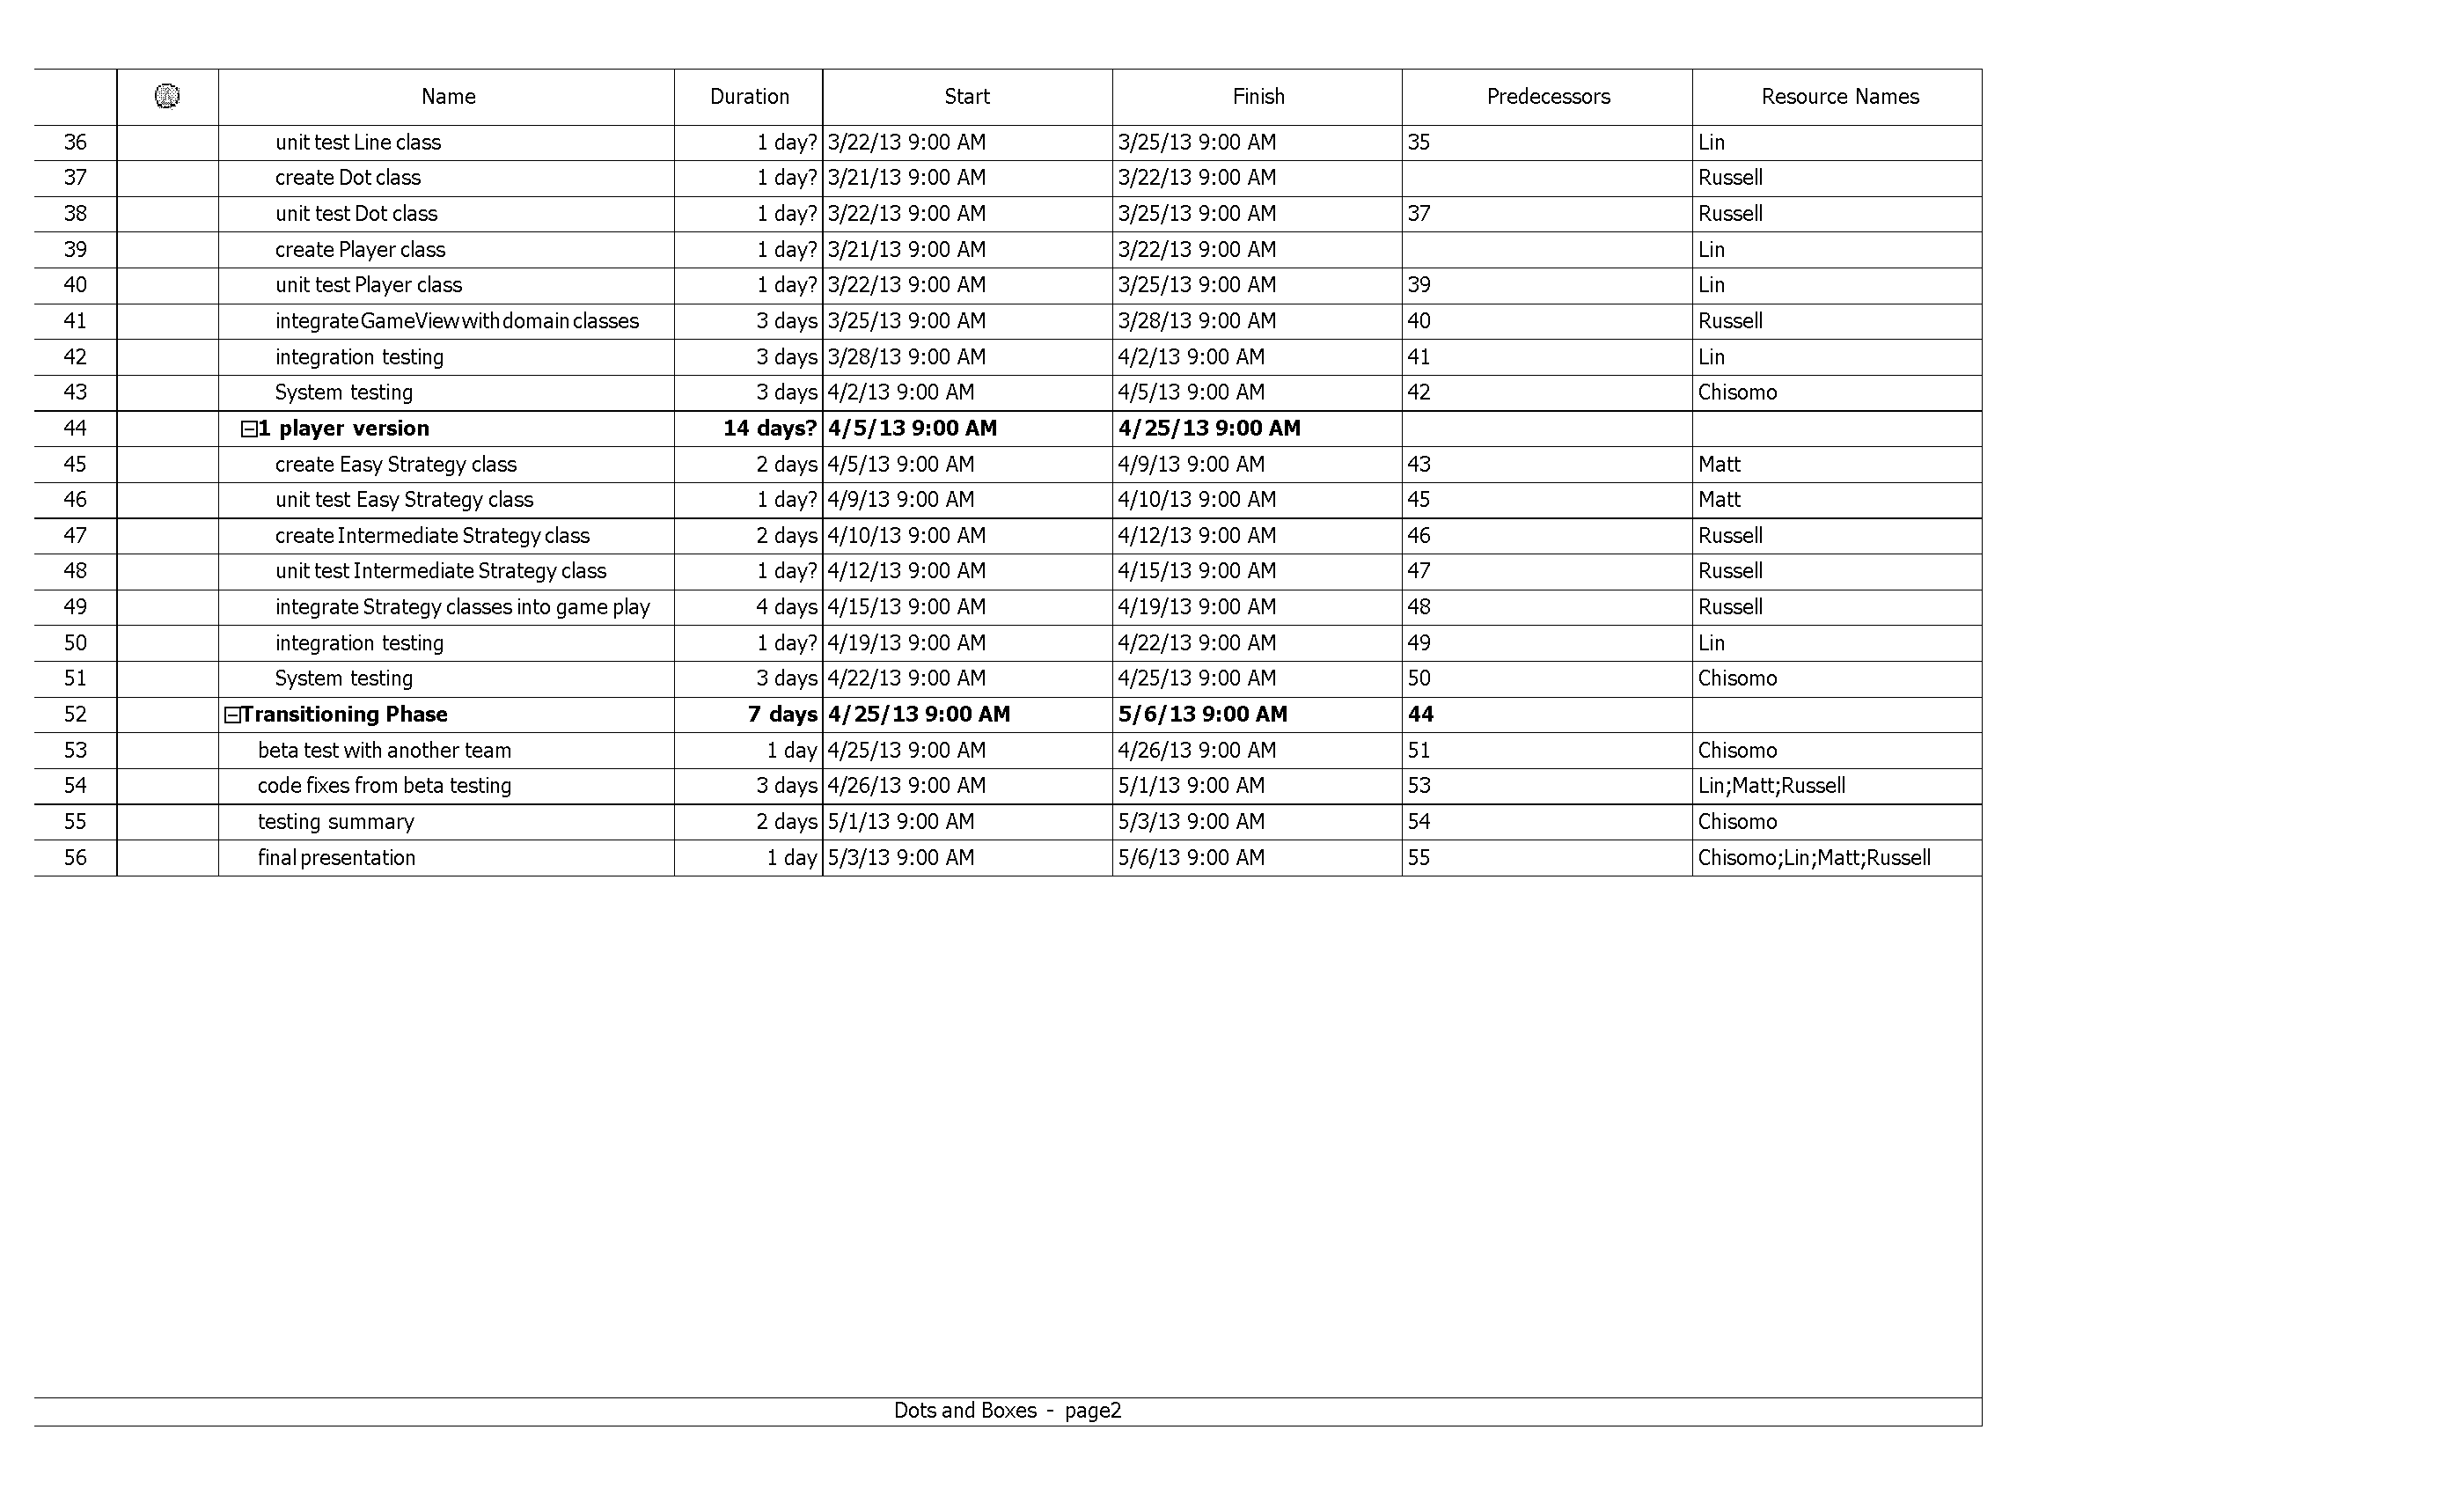 Name Duration Start Finish Predecessors Resource Names
36 unit test Line class 1 day? 3/22/13 9:00 AM 3/25/13 9:00 AM 35 Lin
37 create Dot class 1 day? 3/21/13 9:00 AM 3/22/13 9:00 AM Russell
38 unit test Dot class 1 day? 3/22/13 9:00 AM 3/25/13 9:00 AM 37 Russell
39 create Player class 1 day? 3/21/13 9:00 AM 3/22/13 9:00 AM Lin
40 unit test Player class 1 day? 3/22/13 9:00 AM 3/25/13 9:00 AM 39 Lin
41 integrate GameView with domain classes 3 days 3/25/13 9:00 AM 3/28/13 9:00 AM 40 Russell
42 integration testing 3 days 3/28/13 9:00 AM 4/2/13 9:00 AM 41 Lin
43 System testing 3 days 4/2/13 9:00 AM 4/5/13 9:00 AM 42 Chisomo
44 1 player version 14 days? 4/5/13 9:00 AM 4/25/13 9:00 AM
45 create Easy Strategy class 2 days 4/5/13 9:00 AM 4/9/13 9:00 AM 43 Matt
46 unit test Easy Strategy class 1 day? 4/9/13 9:00 AM 4/10/13 9:00 AM 45 Matt
47 create Intermediate Strategy class 2 days 4/10/13 9:00 AM 4/12/13 9:00 AM 46 Russell
48 unit test Intermediate Strategy class 1 day? 4/12/13 9:00 AM 4/15/13 9:00 AM 47 Russell
49 integrate Strategy classes into game play 4 days 4/15/13 9:00 AM 4/19/13 9:00 AM 48 Russell
50 integration testing 1 day? 4/19/13 9:00 AM 4/22/13 9:00 AM 49 Lin
51 System testing 3 days 4/22/13 9:00 AM 4/25/13 9:00 AM 50 Chisomo
52 Transitioning Phase 7 days 4/25/13 9:00 AM 5/6/13 9:00 AM 44
53 beta test with another team 1 day 4/25/13 9:00 AM 4/26/13 9:00 AM 51 Chisomo
54 code fixes from beta testing 3 days 4/26/13 9:00 AM 5/1/13 9:00 AM 53 Lin;Matt;Russell
55 testing summary 2 days 5/1/13 9:00 AM 5/3/13 9:00 AM 54 Chisomo
56 final presentation 1 day 5/3/13 9:00 AM 5/6/13 9:00 AM 55 Chisomo;Lin;Matt;Russell
Dots and Boxes - page2